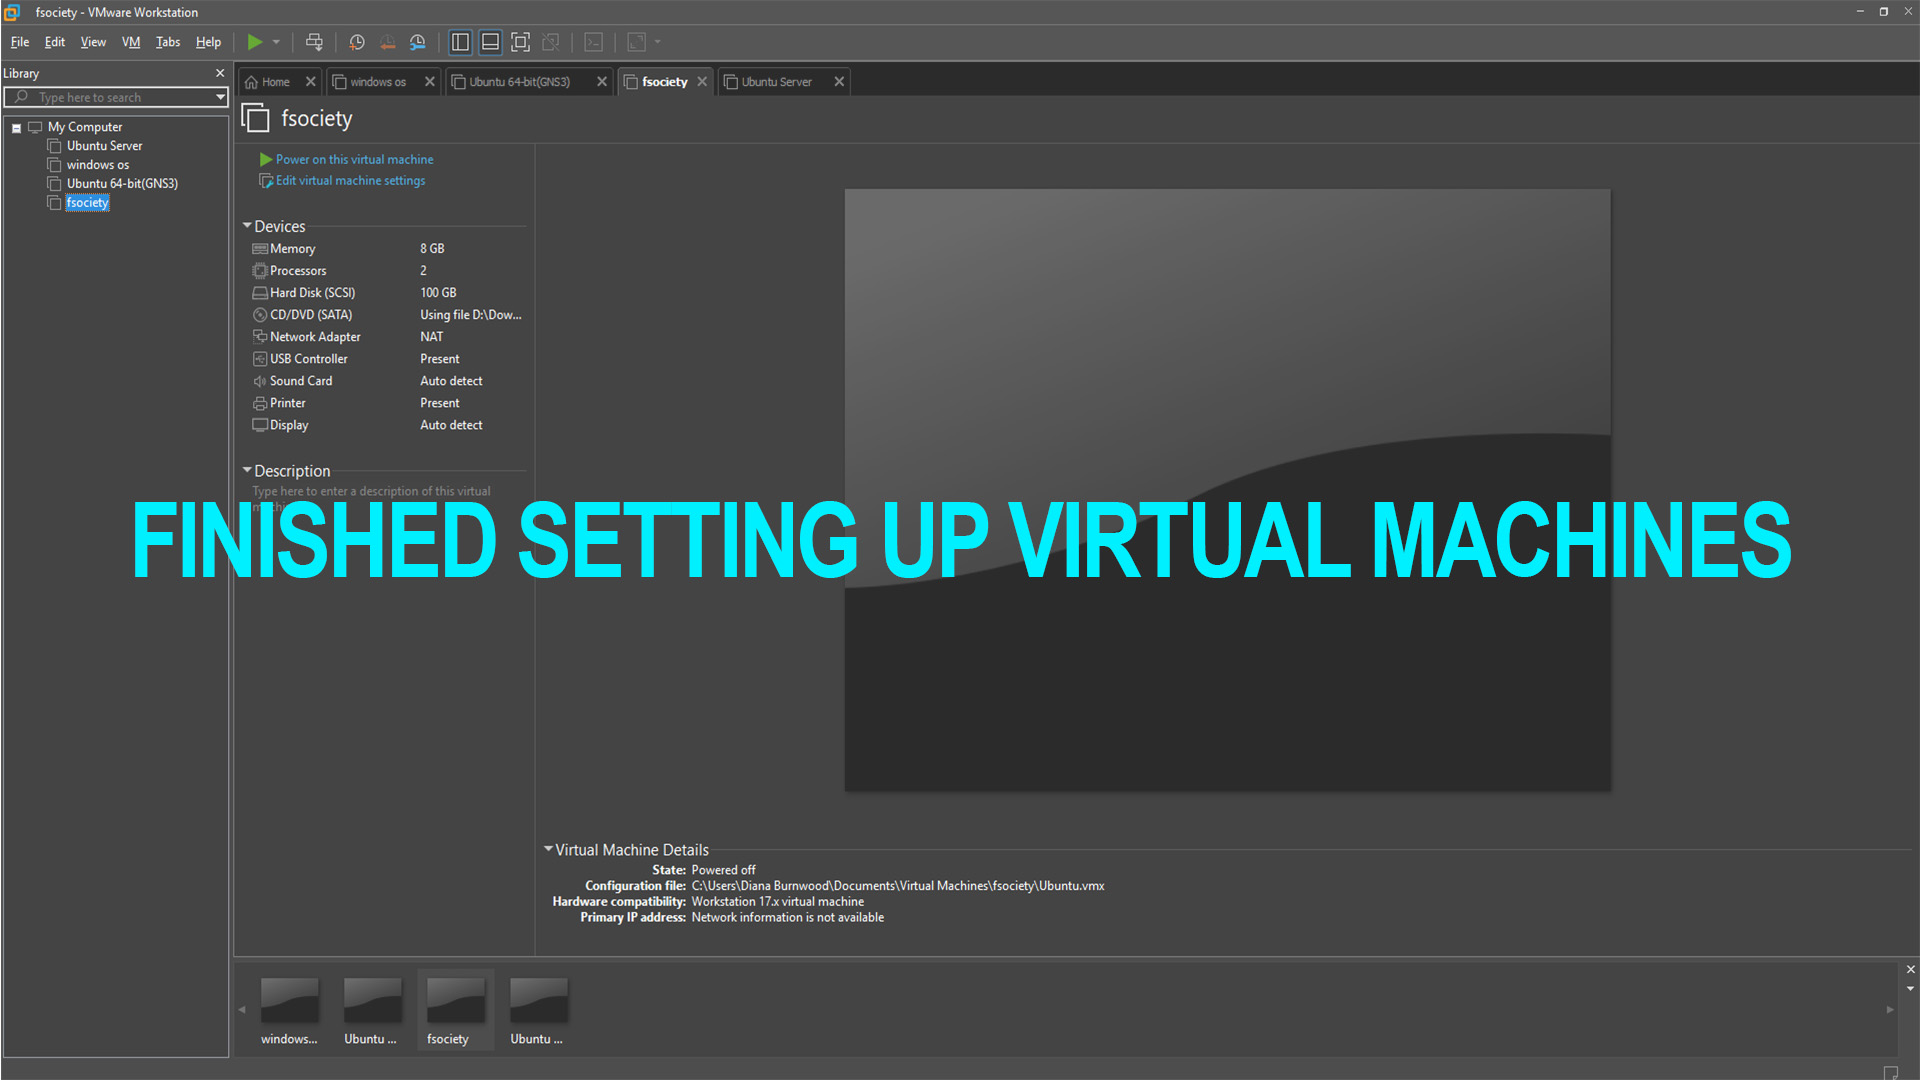 fsociety - VMware Workstation
File Edit View VM Tabs Help
Library
Type here to search
My Computer
Ubuntu Server
windows os
Ubuntu 64-bit(GNS3)
fsociety
Home windows os Ubuntu 64-bit(GNS3) fsociety Ubuntu Server
fsociety
Power on this virtual machine
Edit virtual machine settings
Devices
Memory 8 GB
Processors 2
Hard Disk (SCSI) 100 GB
CD/DVD (SATA) Using file D:\Dow...
Network Adapter NAT
USB Controller Present
Sound Card Auto detect
Printer Present
Display Auto detect
Description
Type here to enter a description of this virtual
FINISHED SETTING UP VIRTUAL MACHINES
Virtual Machine Details
State: Powered off
Configuration file: C:\Users\Diana Burnwood\Documents\Virtual Machines\fsociety\Ubuntu.vmx
Hardware compatibility: Workstation 17.x virtual machine
Primary IP address: Network information is not available
windows... Ubuntu ... fsociety Ubuntu ...